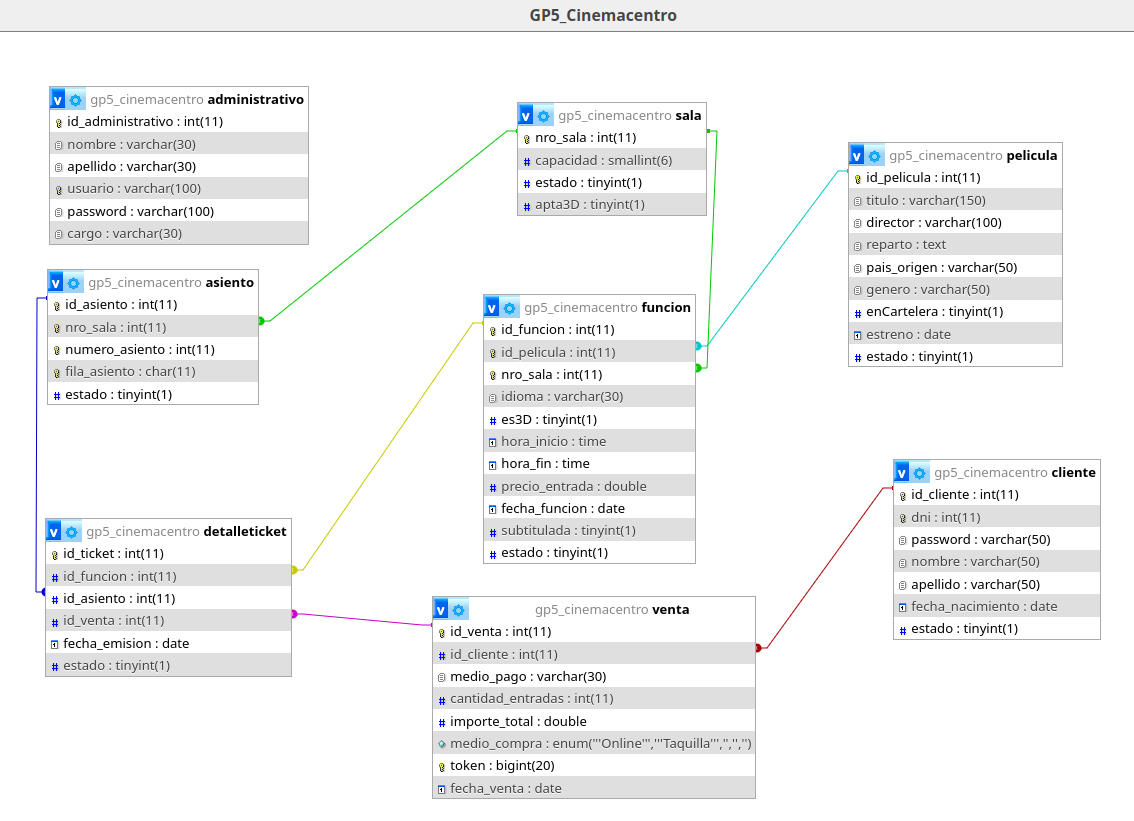 GP5_Cinemacentro
gp5_cinemacentro administrativo
id_administrativo : int(11)
nombre : varchar(30)
apellido : varchar(30)
usuario : varchar(100)
password : varchar(100)
cargo : varchar(30)
gp5_cinemacentro sala
nro_sala : int(11)
capacidad : smallint(6)
estado : tinyint(1)
apta3D : tinyint(1)
gp5_cinemacentro pelicula
id_pelicula : int(11)
titulo : varchar(150)
director : varchar(100)
reparto : text
pais_origen : varchar(50)
genero : varchar(50)
enCartelera : tinyint(1)
estreno : date
estado : tinyint(1)
gp5_cinemacentro asiento
id_asiento : int(11)
nro_sala : int(11)
numero_asiento : int(11)
fila_asiento : char(11)
estado : tinyint(1)
gp5_cinemacentro funcion
id_funcion : int(11)
id_pelicula : int(11)
nro_sala : int(11)
idioma : varchar(30)
es3D : tinyint(1)
hora_inicio : time
hora_fin : time
precio_entrada : double
fecha_funcion : date
subtitulada : tinyint(1)
estado : tinyint(1)
gp5_cinemacentro cliente
id_cliente : int(11)
dni : int(11)
password : varchar(50)
nombre : varchar(50)
apellido : varchar(50)
fecha_nacimiento : date
estado : tinyint(1)
gp5_cinemacentro detalleticket
id_ticket : int(11)
id_funcion : int(11)
id_asiento : int(11)
id_venta : int(11)
fecha_emision : date
estado : tinyint(1)
gp5_cinemacentro venta
id_venta : int(11)
id_cliente : int(11)
medio_pago : varchar(30)
cantidad_entradas : int(11)
importe_total : double
medio_compra : enum('''Online''','''Taquilla''','','','')
token : bigint(20)
fecha_venta : date